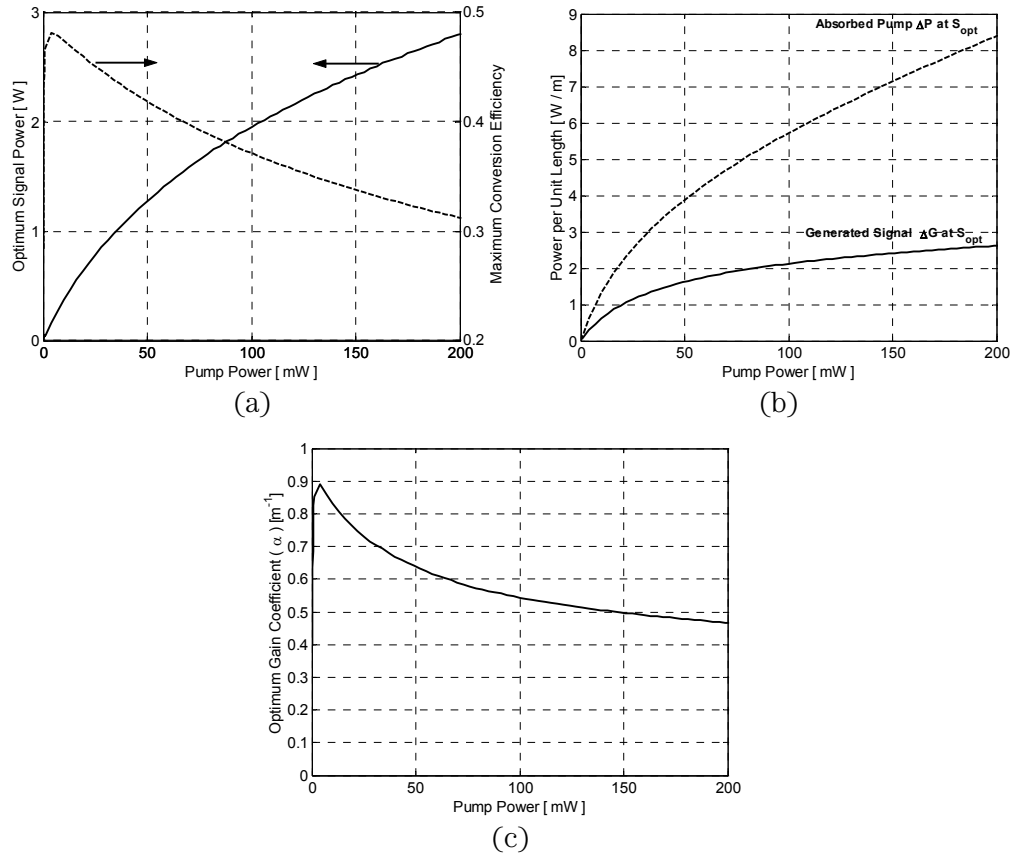 3
2
1
0
Optimum Signal Power [ W ]
0.5
0.4
0.3
0.2
Maximum Conversion Efficiency
0 50 100 150 200
Pump Power [ mW ]
(a)
9
8
7
6
5
4
3
2
1
0
Power per Unit Length [ W / m ]
Absorbed Pump ΔP at S_opt
Generated Signal ΔG at S_opt
0 50 100 150 200
Pump Power [ mW ]
(b)
1
0.9
0.8
0.7
0.6
0.5
0.4
0.3
0.2
0.1
0
Optimum Gain Coefficient ( α ) [m⁻¹]
0 50 100 150 200
Pump Power [ mW ]
(c)